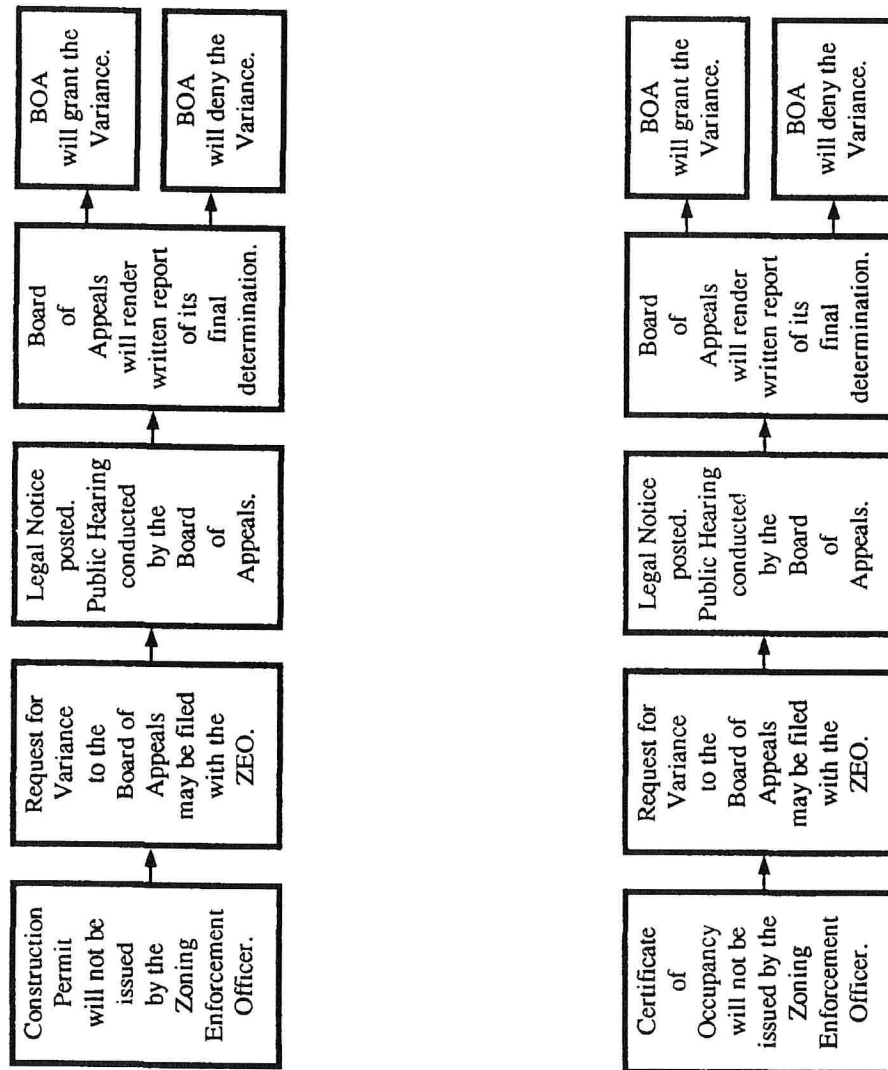 Construction
Permit
will not be
issued
by the
Zoning
Enforcement
Officer.
Request for
Variance
to the
Board of
Appeals
may be filed
with the
ZEO.
Legal Notice
posted.
Public Hearing
conducted
by the
Board
of
Appeals.
Board
of
Appeals
will render
written report
of its
final
determination.
BOA
will grant the
Variance.
BOA
will deny the
Variance.
Certificate
of
Occupancy
will not be
issued by the
Zoning
Enforcement
Officer.
Request for
Variance
to the
Board of
Appeals
may be filed
with the
ZEO.
Legal Notice
posted.
Public Hearing
conducted
by the
Board
of
Appeals.
Board
of
Appeals
will render
written report
of its
final
determination.
BOA
will grant the
Variance.
BOA
will deny the
Variance.